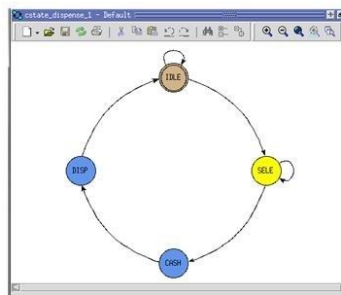 cstate_dispense_1 - Default
IDLE
DISP
SELE
CASH